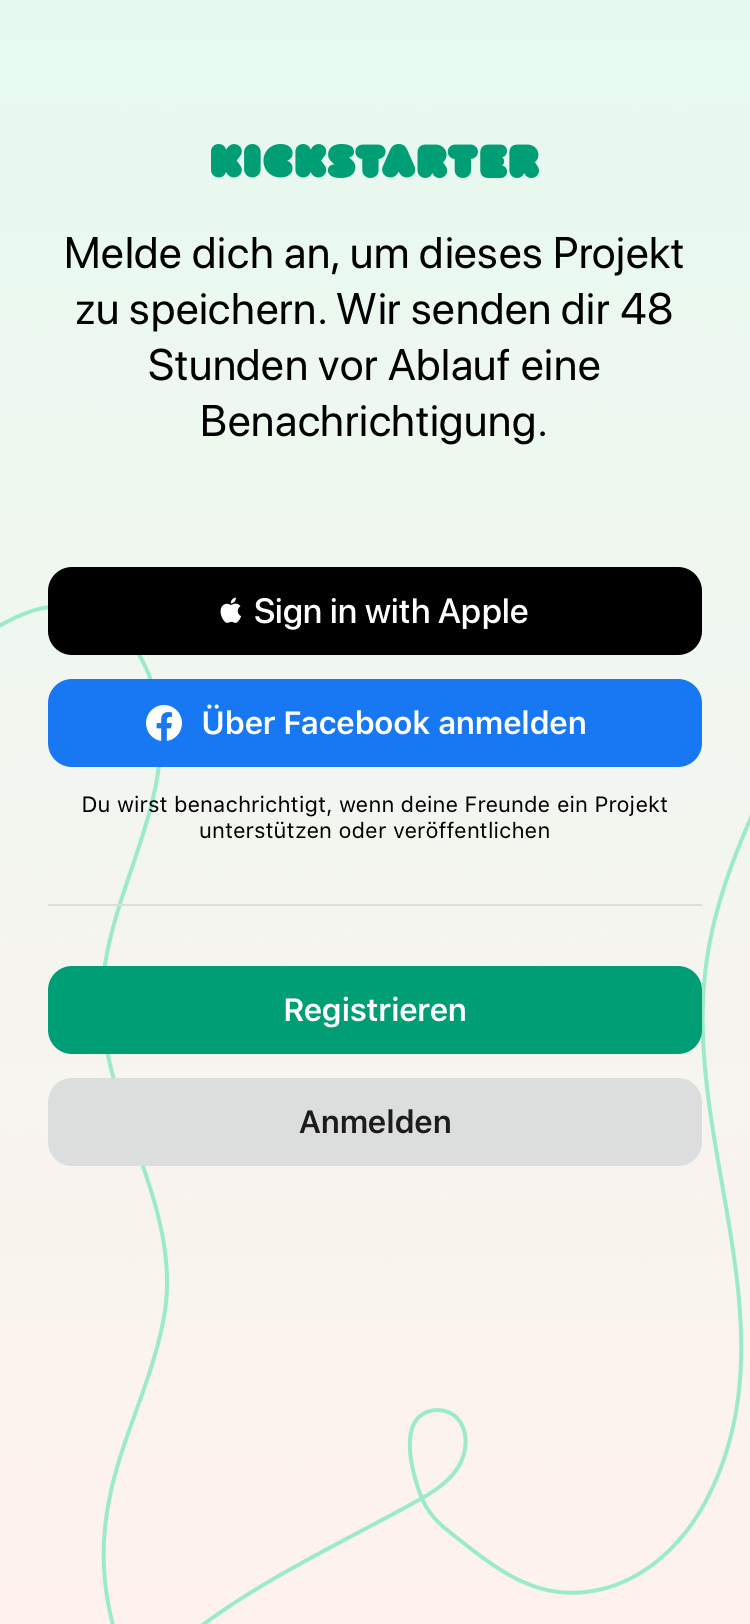 KICKSTARTER
Melde dich an, um dieses Projekt
zu speichern. Wir senden dir 48
Stunden vor Ablauf eine
Benachrichtigung.
Sign in with Apple
Über Facebook anmelden
Du wirst benachrichtigt, wenn deine Freunde ein Projekt
unterstützen oder veröffentlichen
Registrieren
Anmelden